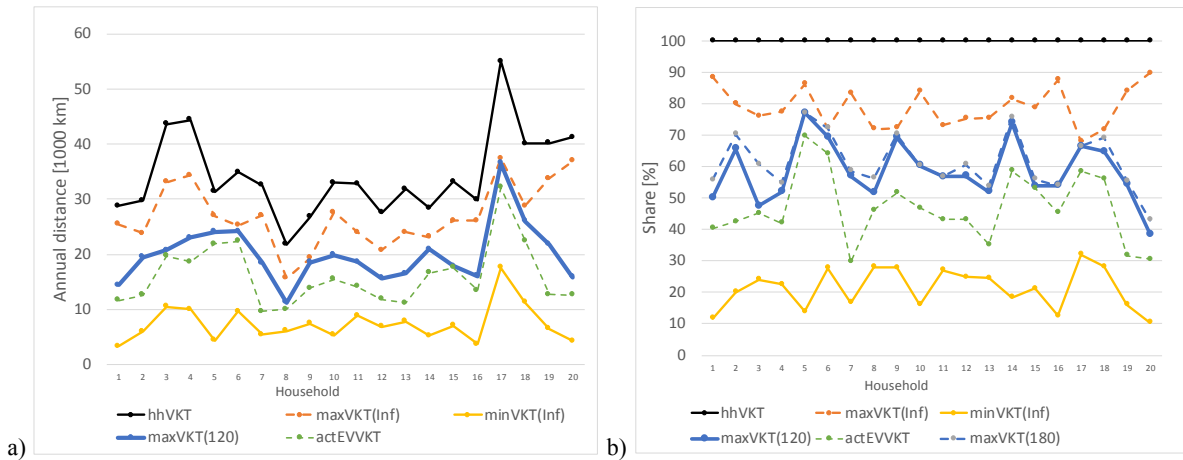 60
50
40
30
20
10
0
Annual distance [1000 km]
1 2 3 4 5 6 7 8 9 10 11 12 13 14 15 16 17 18 19 20
Household
hhVKT maxVKT(Inf) minVKT(Inf)
maxVKT(120) actEVVKT
a)
100
90
80
70
60
50
40
30
20
10
0
Share [%]
1 2 3 4 5 6 7 8 9 10 11 12 13 14 15 16 17 18 19 20
Household
hhVKT maxVKT(Inf) minVKT(Inf)
maxVKT(120) actEVVKT maxVKT(180)
b)